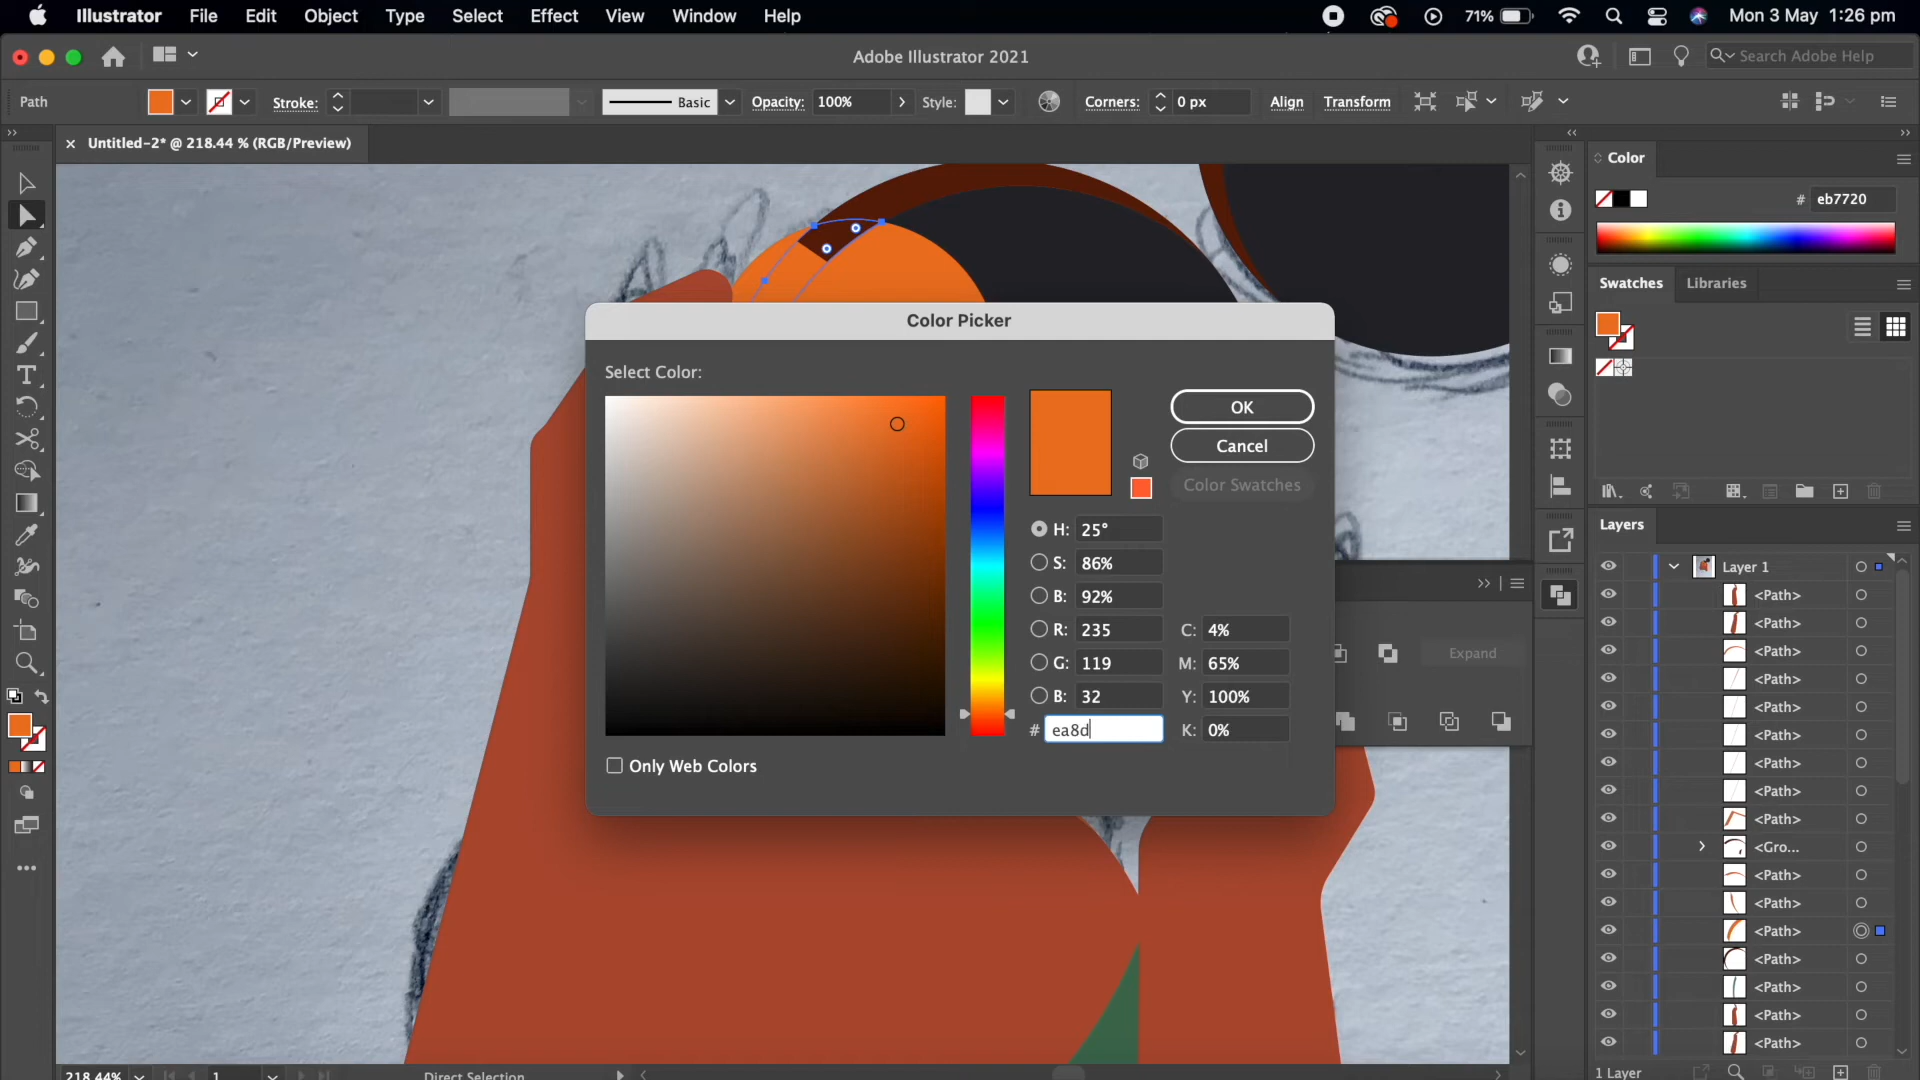 Illustrator File Edit Object Type Select Effect View Window Help 71% Mon 3 May 1:26 pm
Adobe Illustrator 2021 Search Adobe Help
Path Stroke: Basic Opacity: 100% Style: Corners: 0 px Align Transform
× Untitled-2* @ 218.44 % (RGB/Preview)
Color
# eb7720
Swatches Libraries
Color Picker
Select Color:
OK
Cancel
Color Swatches
H: 25°
S: 86%
B: 92%
R: 235 C: 4%
G: 119 M: 65%
B: 32 Y: 100%
# ea8d K: 0%
Only Web Colors
Expand
Layers
Layer 1
<Path>
<Path>
<Path>
<Path>
<Path>
<Path>
<Path>
<Path>
<Path>
<Gro...
<Path>
<Path>
<Path>
<Path>
<Path>
<Path>
<Path>
218.44% 1 Direct Selection 1 Layer